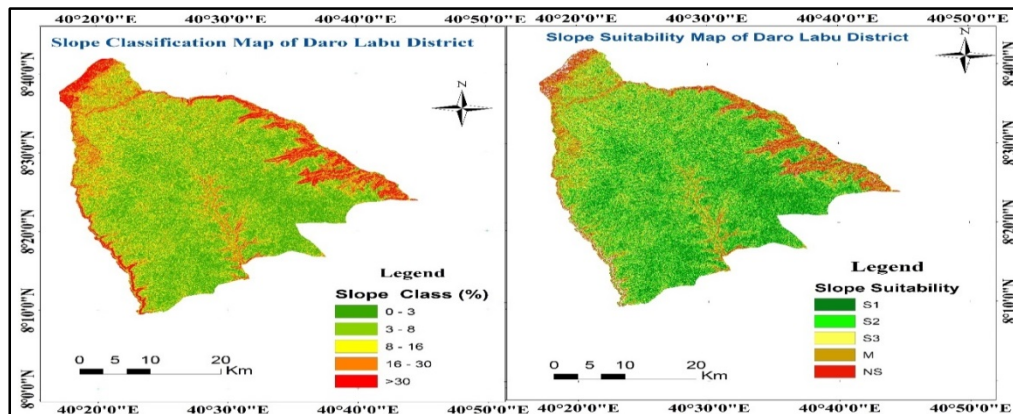 40°20'0"E 40°30'0"E 40°40'0"E 40°50'0"E
Slope Classification Map of Daro Labu District
8°40'0"N
8°30'0"N
8°20'0"N
8°10'0"N
8°0'0"N
N
Legend
Slope Class (%)
0 - 3
3 - 8
8 - 16
16 - 30
>30
0 5 10 20
Km
40°20'0"E 40°30'0"E 40°40'0"E 40°50'0"E
40°20'0"E 40°30'0"E 40°40'0"E 40°50'0"E
Slope Suitability Map of Daro Labu District
N
8°40'0"N
8°30'0"N
8°20'0"N
8°10'0"N
Legend
Slope Suitability
S1
S2
S3
M
NS
0 5 10 20
Km
40°20'0"E 40°30'0"E 40°40'0"E 40°50'0"E